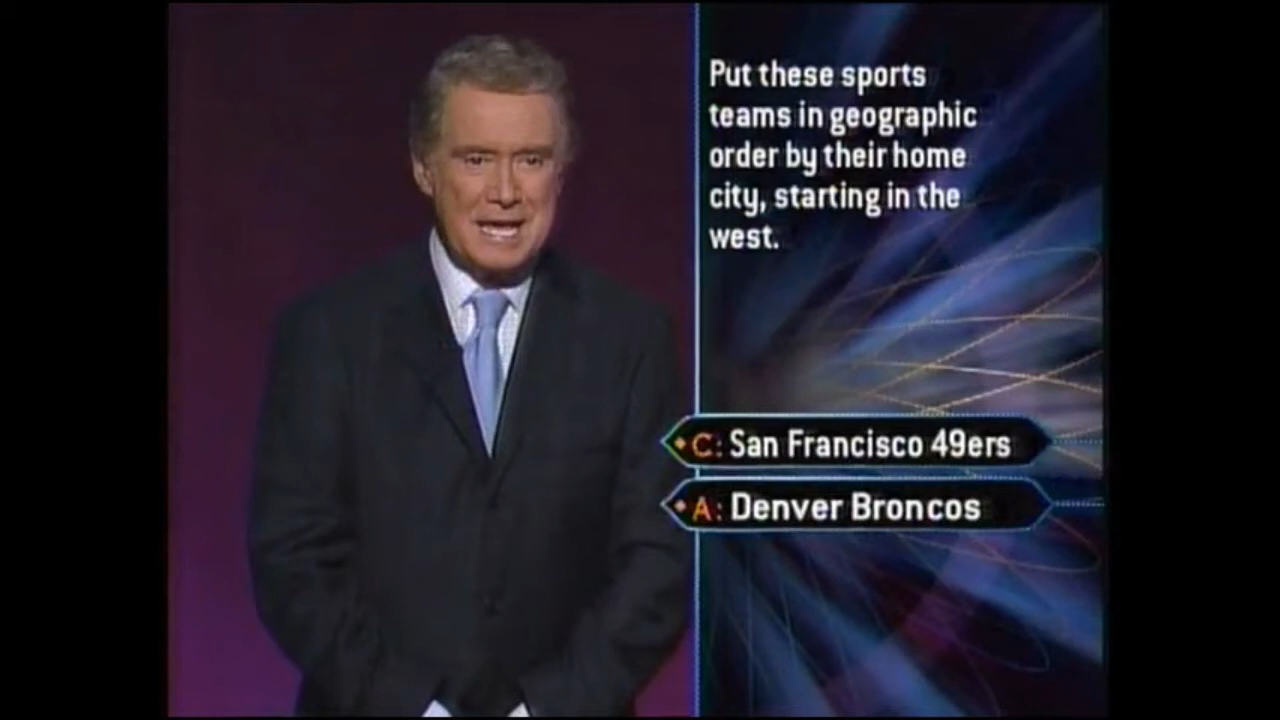 Put these sports
teams in geographic
order by their home
city, starting in the
west.
C: San Francisco 49ers
A: Denver Broncos